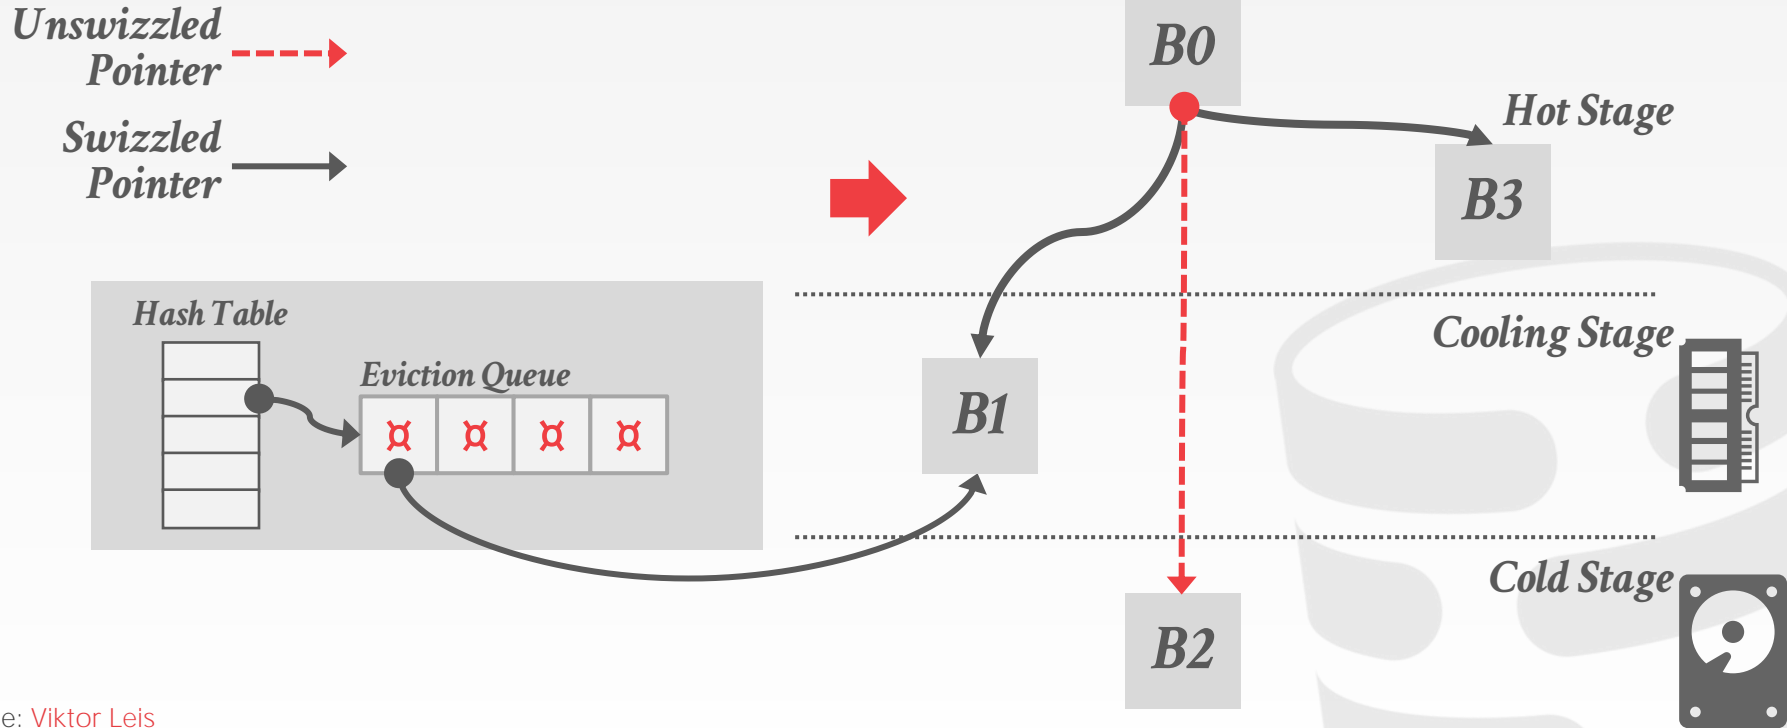 Unswizzled
Pointer
Swizzled
Pointer
B0
Hot Stage
B3
Hash Table
Eviction Queue
¤ ¤ ¤ ¤
Cooling Stage
B1
Cold Stage
B2
e: Viktor Leis